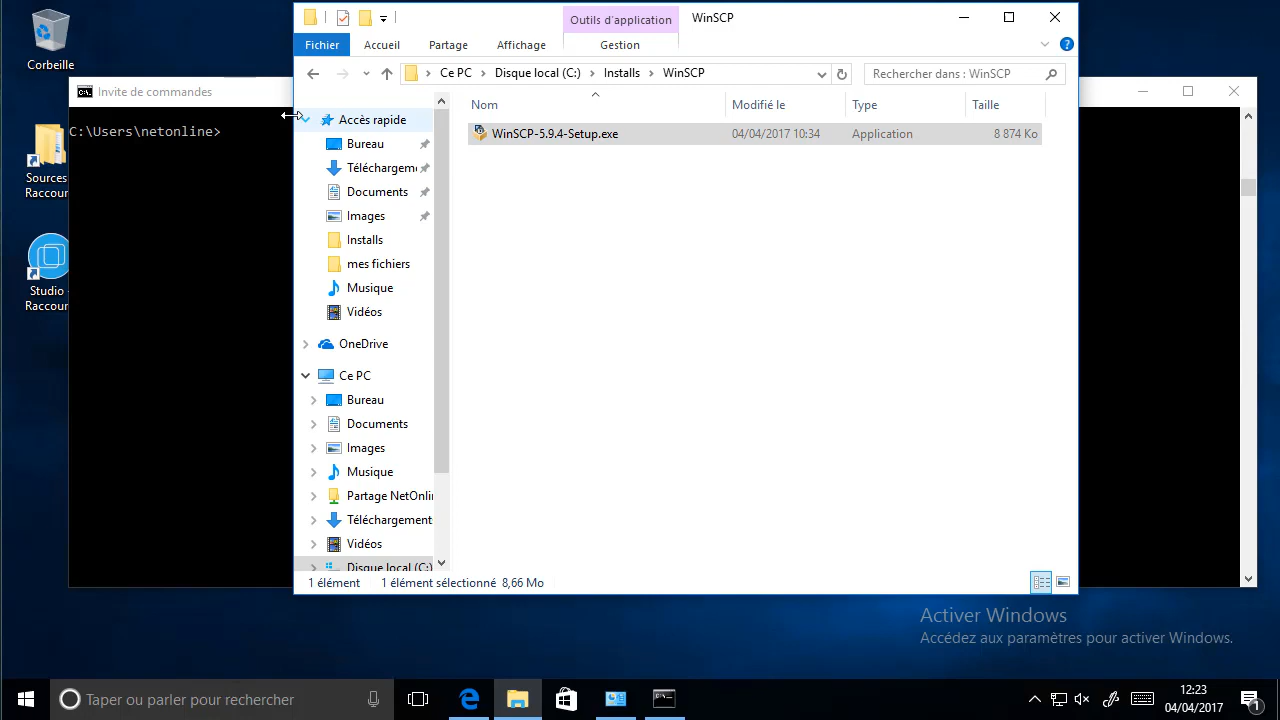 Corbeille
Sources
Raccour
Studio -
Raccour
Invite de commandes
C:\Users\netonline>
Outils d'application
WinSCP
Fichier
Accueil
Partage
Affichage
Gestion
Ce PC
Disque local (C:)
Installs
WinSCP
Rechercher dans : WinSCP
Nom
Modifié le
Type
Taille
WinSCP-5.9.4-Setup.exe
04/04/2017 10:34
Application
8 874 Ko
Accès rapide
Bureau
Téléchargem
Documents
Images
Installs
mes fichiers
Musique
Vidéos
OneDrive
Ce PC
Bureau
Documents
Images
Musique
Partage NetOnlin
Téléchargement
Vidéos
Disque local (C:)
1 élément
1 élément sélectionné 8,66 Mo
Activer Windows
Accédez aux paramètres pour activer Windows.
Taper ou parler pour rechercher
12:23
04/04/2017
1